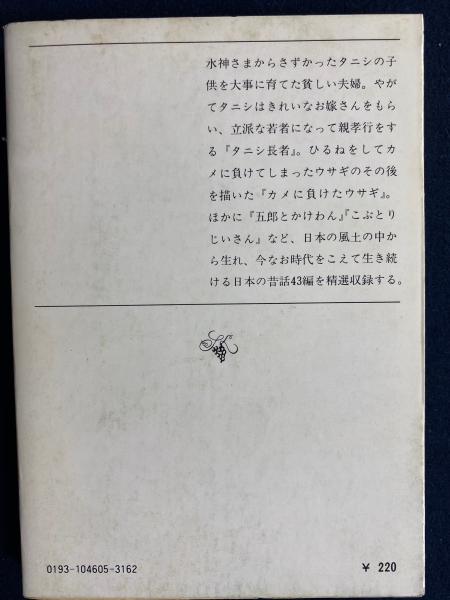 水神さまからさずかったタニシの子
供を大事に育てた貧しい夫婦。やが
てタニシはきれいなお嫁さんをもら
い、立派な若者になって親孝行をす
る『タニシ長者』。ひるねをしてカ
メに負けてしまったウサギのその後
を描いた『カメに負けたウサギ』。
ほかに『五郎とかけわん』『こぶとり
じいさん』など、日本の風土の中か
ら生れ、今なお時代をこえて生き続
ける日本の昔話43編を精選収録する。
0193-104605-3162
¥ 220